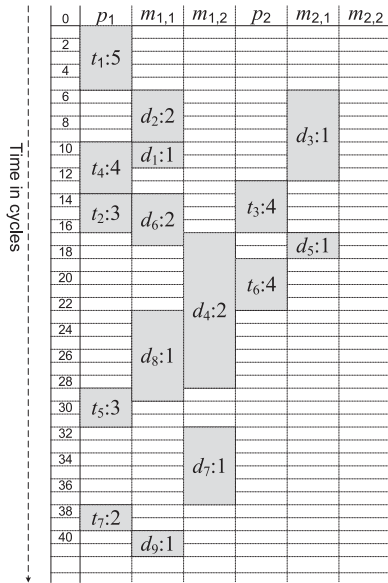 0 p1 m1,1 m1,2 p2 m2,1 m2,2
2
t1:5
4
6
d2:2
8
d3:1
10
d1:1
t4:4
12
14
t3:4
t2:3 d6:2
16
18
d5:1
20
t6:4
22
d4:2
24
26
d8:1
28
30
t5:3
32
34
d7:1
36
38
t7:2
40
d9:1
Time in cycles